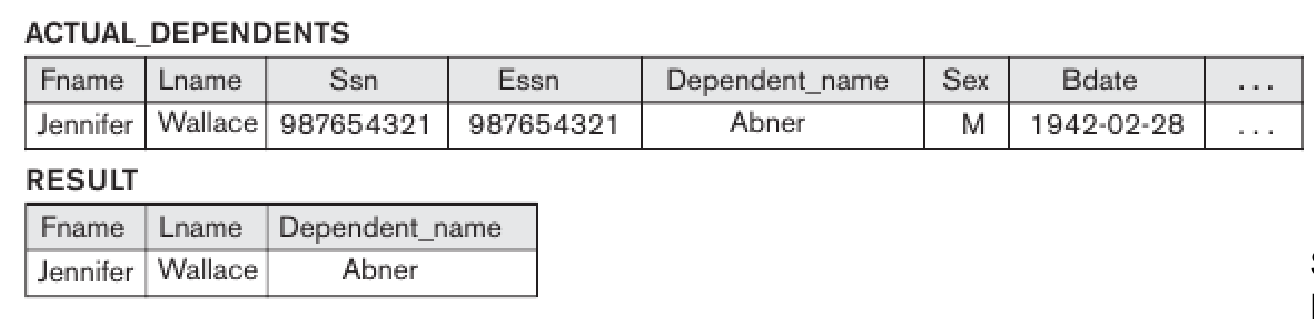 ACTUAL_DEPENDENTS
Fname Lname Ssn Essn Dependent_name Sex Bdate ...
Jennifer Wallace 987654321 987654321 Abner M 1942-02-28 ...
RESULT
Fname Lname Dependent_name
Jennifer Wallace Abner